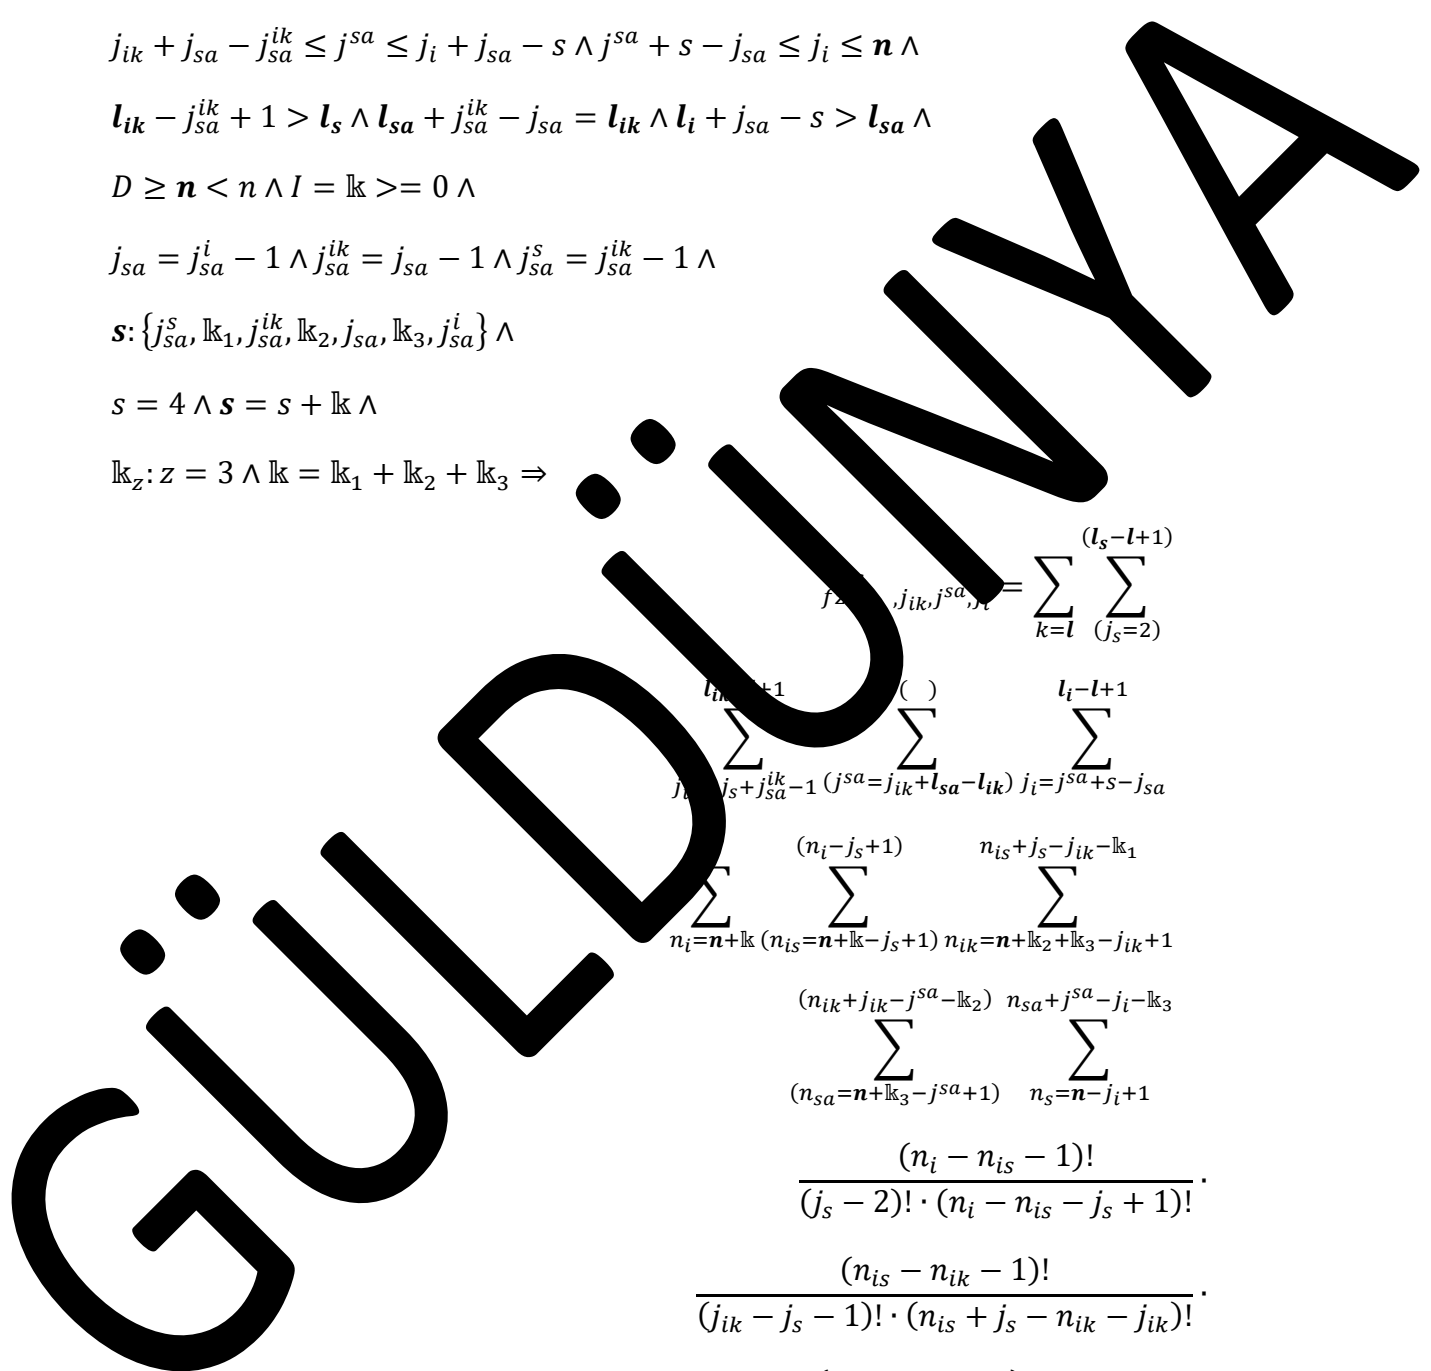 j_{ik} + j_{sa} − j_{sa}^{ik} ≤ j^{sa} ≤ j_i + j_{sa} − s ∧ j^{sa} + s − j_{sa} ≤ j_i ≤ n ∧
l_{ik} − j_{sa}^{ik} + 1 > l_s ∧ l_{sa} + j_{sa}^{ik} − j_{sa} = l_{ik} ∧ l_i + j_{sa} − s > l_{sa} ∧
D ≥ n < n ∧ I = 𝕜 >= 0 ∧
j_{sa} = j_{sa}^i − 1 ∧ j_{sa}^{ik} = j_{sa} − 1 ∧ j_{sa}^s = j_{sa}^{ik} − 1 ∧
s: {j_{sa}^s, 𝕜_1, j_{sa}^{ik}, 𝕜_2, j_{sa}, 𝕜_3, j_{sa}^i} ∧
s = 4 ∧ s = s + 𝕜 ∧
𝕜_z: z = 3 ∧ 𝕜 = 𝕜_1 + 𝕜_2 + 𝕜_3 ⇒
,j_{ik},j^{sa},j_i = ∑_{k=l} ∑_{(j_s=2)}^{(l_s−l+1)}
∑ ∑_{(j^{sa}=j_{ik}+l_{sa}−l_{ik})}^{( )} ∑_{j_i=j^{sa}+s−j_{sa}}^{l_i−l+1}
∑_{n_i=n+𝕜} ∑_{(n_{is}=n+𝕜−j_s+1)}^{(n_i−j_s+1)} ∑_{n_{ik}=n+𝕜_2+𝕜_3−j_{ik}+1}^{n_{is}+j_s−j_{ik}−𝕜_1}
∑_{(n_{sa}=n+𝕜_3−j^{sa}+1)}^{(n_{ik}+j_{ik}−j^{sa}−𝕜_2)} ∑_{n_s=n−j_i+1}^{n_{sa}+j^{sa}−j_i−𝕜_3}
(n_i − n_{is} − 1)!
(j_s − 2)! · (n_i − n_{is} − j_s + 1)! ·
(n_{is} − n_{ik} − 1)!
(j_{ik} − j_s − 1)! · (n_{is} + j_s − n_{ik} − j_{ik})! ·
GÜLDÜNYA